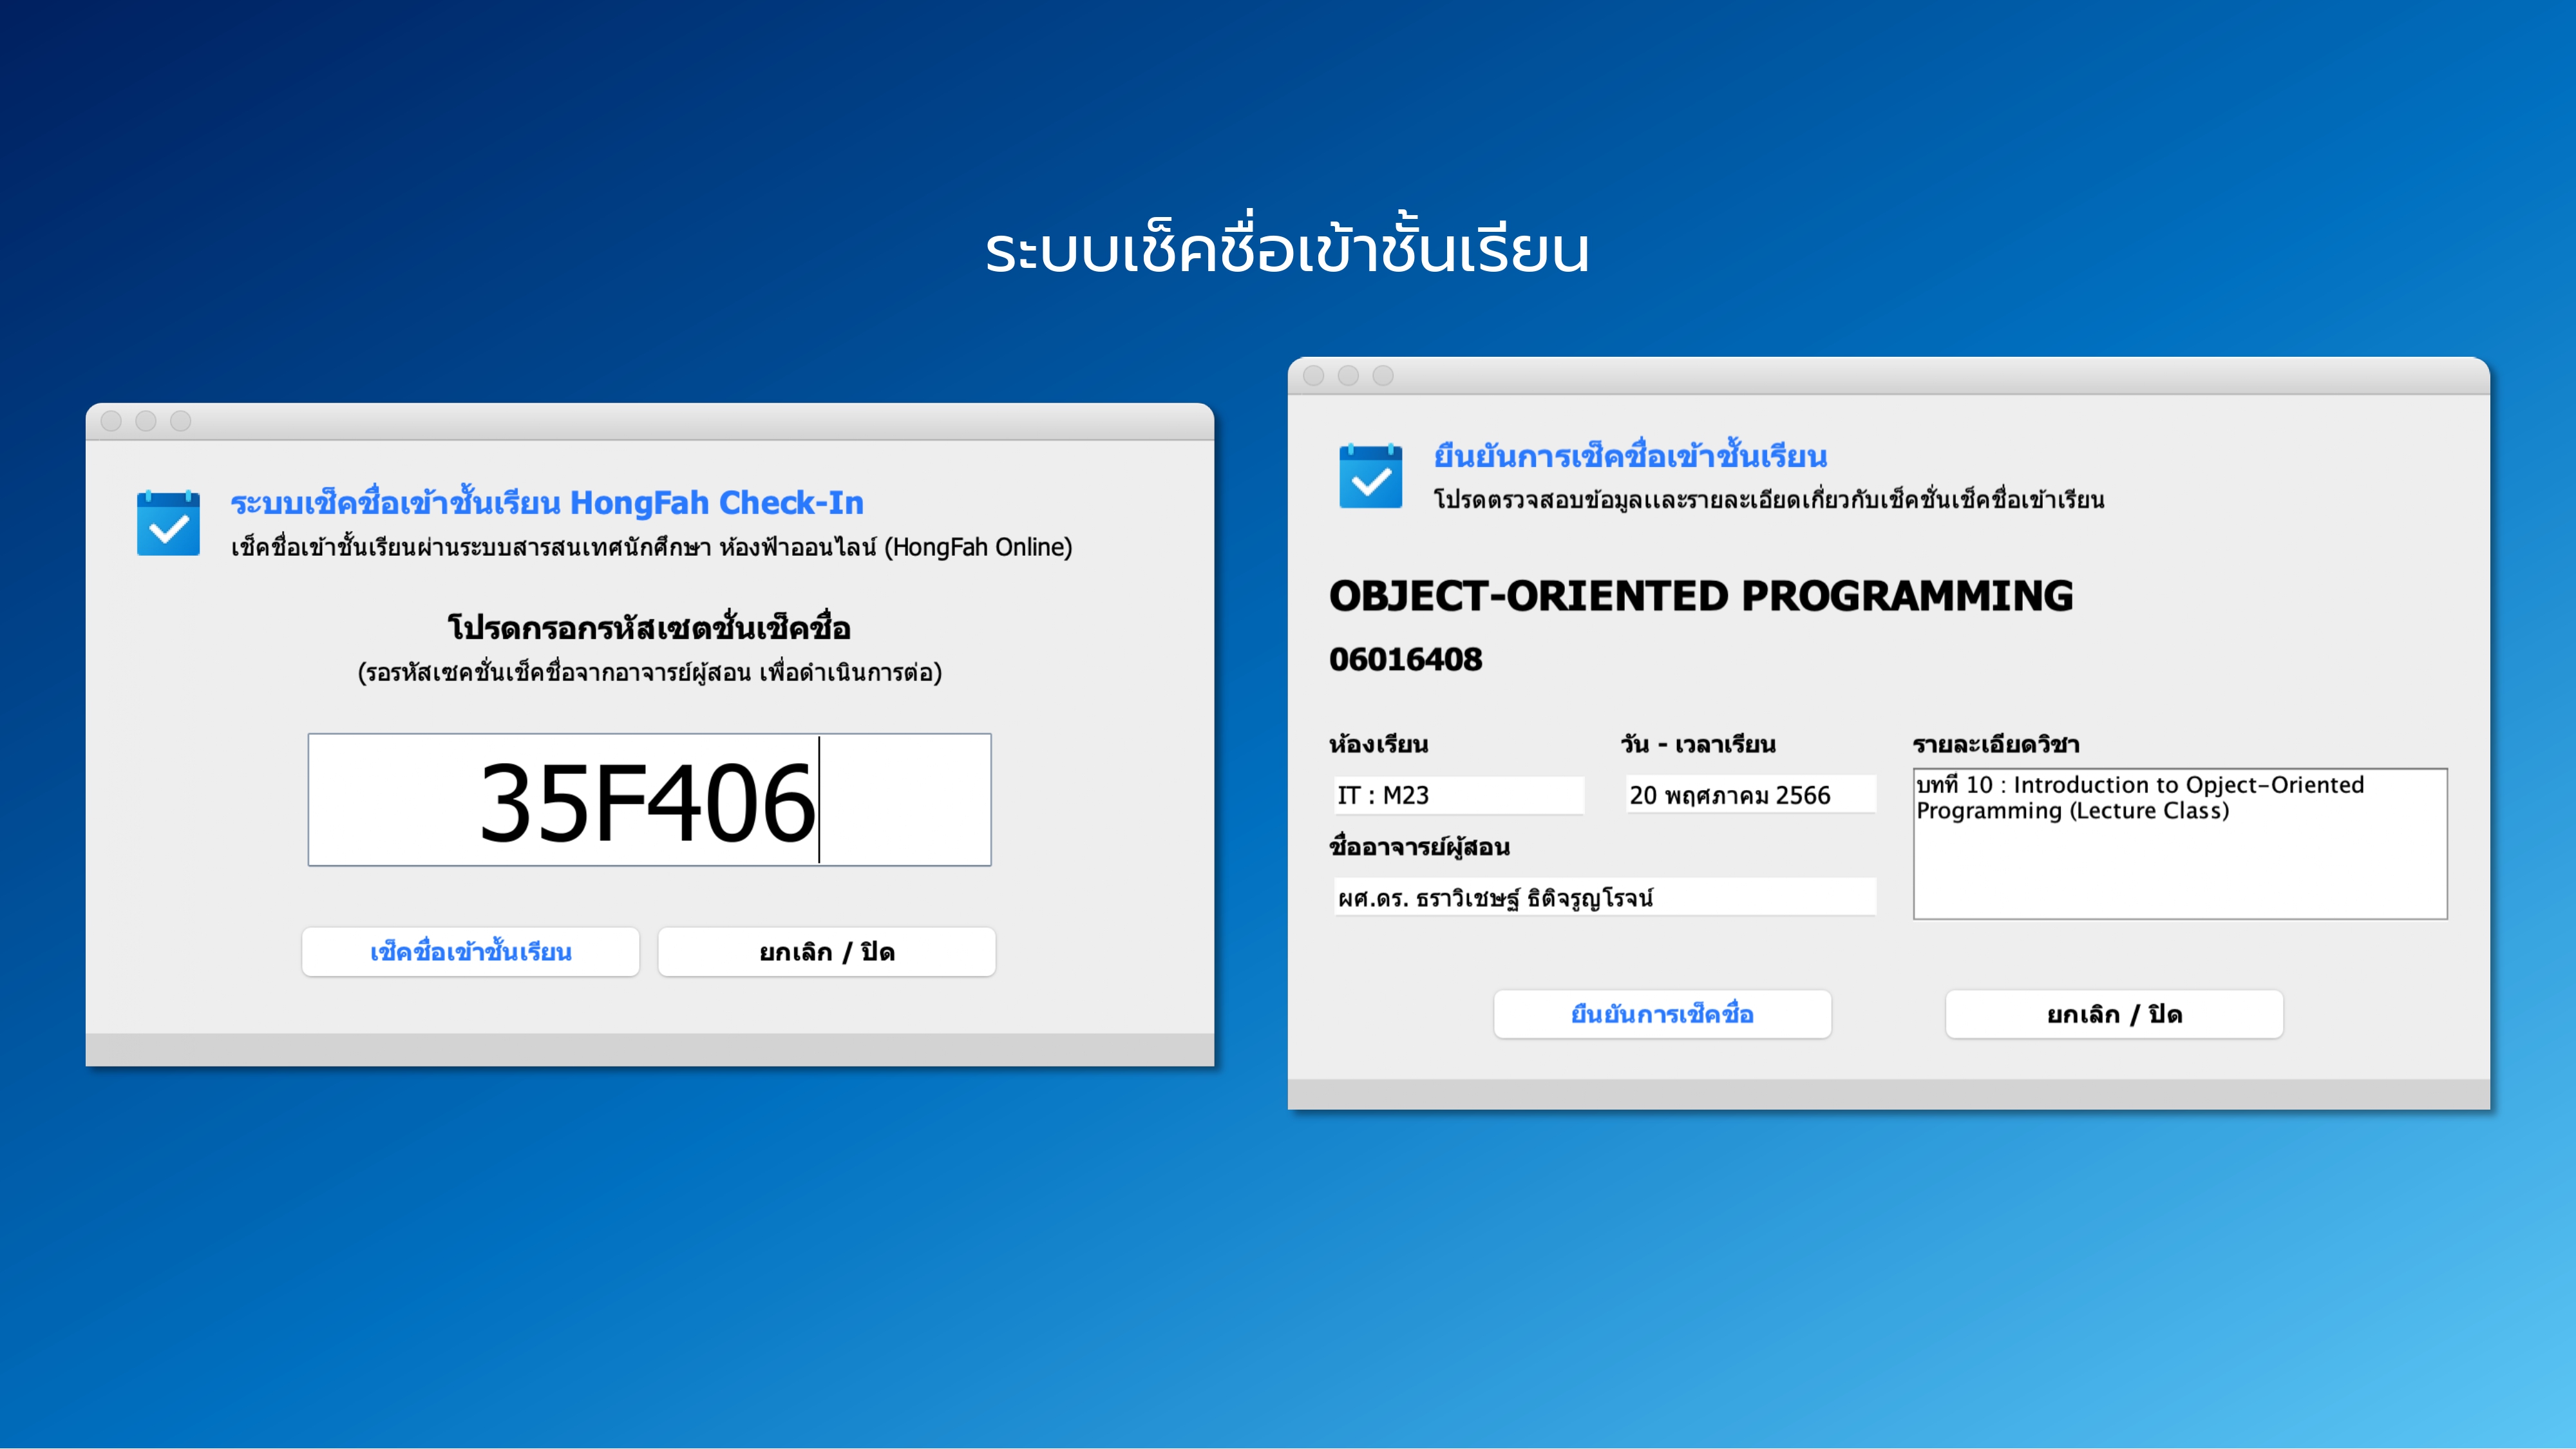 ระบบเช็คชื่อเข้าชั้นเรียน
ระบบเช็คชื่อเข้าชั้นเรียน HongFah Check-In
เช็คชื่อเข้าชั้นเรียนผ่านระบบสารสนเทศนักศึกษา ห้องฟ้าออนไลน์ (HongFah Online)
โปรดกรอกรหัสเซตชั่นเช็คชื่อ
(รอรหัสเซคชั่นเช็คชื่อจากอาจารย์ผู้สอน เพื่อดำเนินการต่อ)
35F406
เช็คชื่อเข้าชั้นเรียน
ยกเลิก / ปิด
ยืนยันการเช็คชื่อเข้าชั้นเรียน
โปรดตรวจสอบข้อมูลและรายละเอียดเกี่ยวกับเช็คชั่นเช็คชื่อเข้าเรียน
OBJECT-ORIENTED PROGRAMMING
06016408
ห้องเรียน
IT : M23
วัน - เวลาเรียน
20 พฤศภาคม 2566
ชื่ออาจารย์ผู้สอน
ผศ.ดร. ธราวิเชษฐ์ ธิติจรูญโรจน์
รายละเอียดวิชา
บทที่ 10 : Introduction to Opject-Oriented
Programming (Lecture Class)
ยืนยันการเช็คชื่อ
ยกเลิก / ปิด